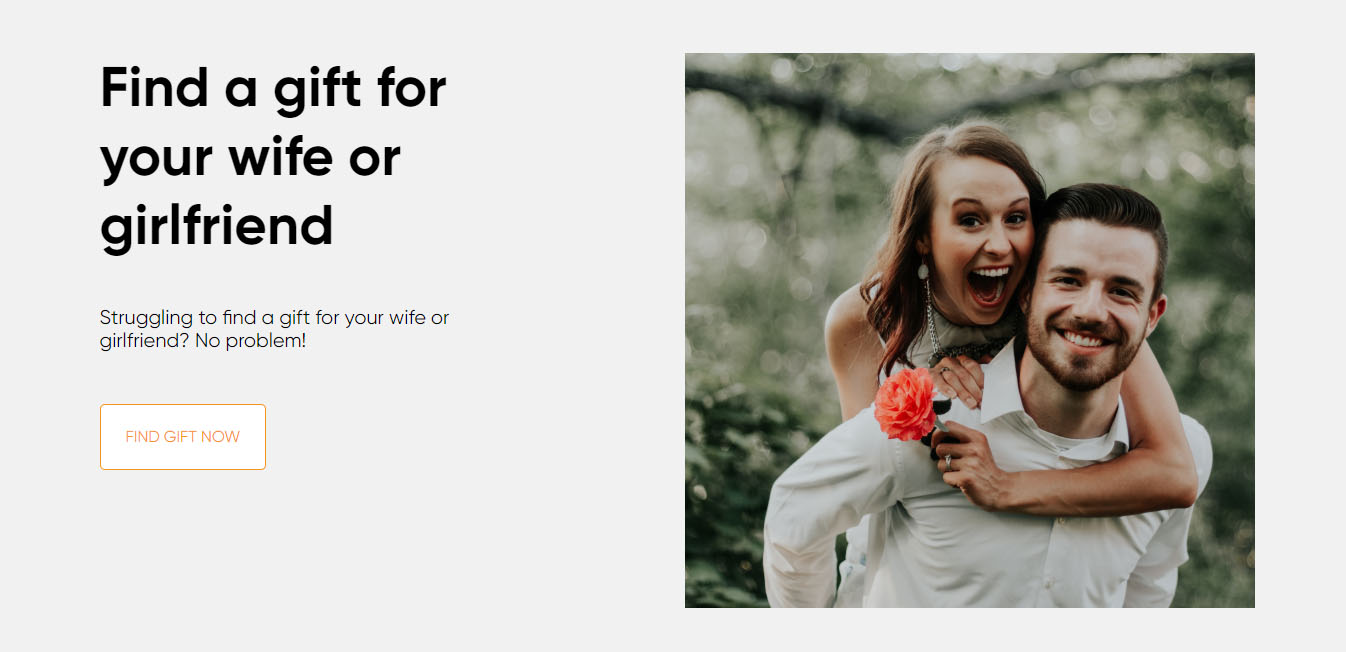 Find a gift for
your wife or
girlfriend
Struggling to find a gift for your wife or
girlfriend? No problem!
FIND GIFT NOW